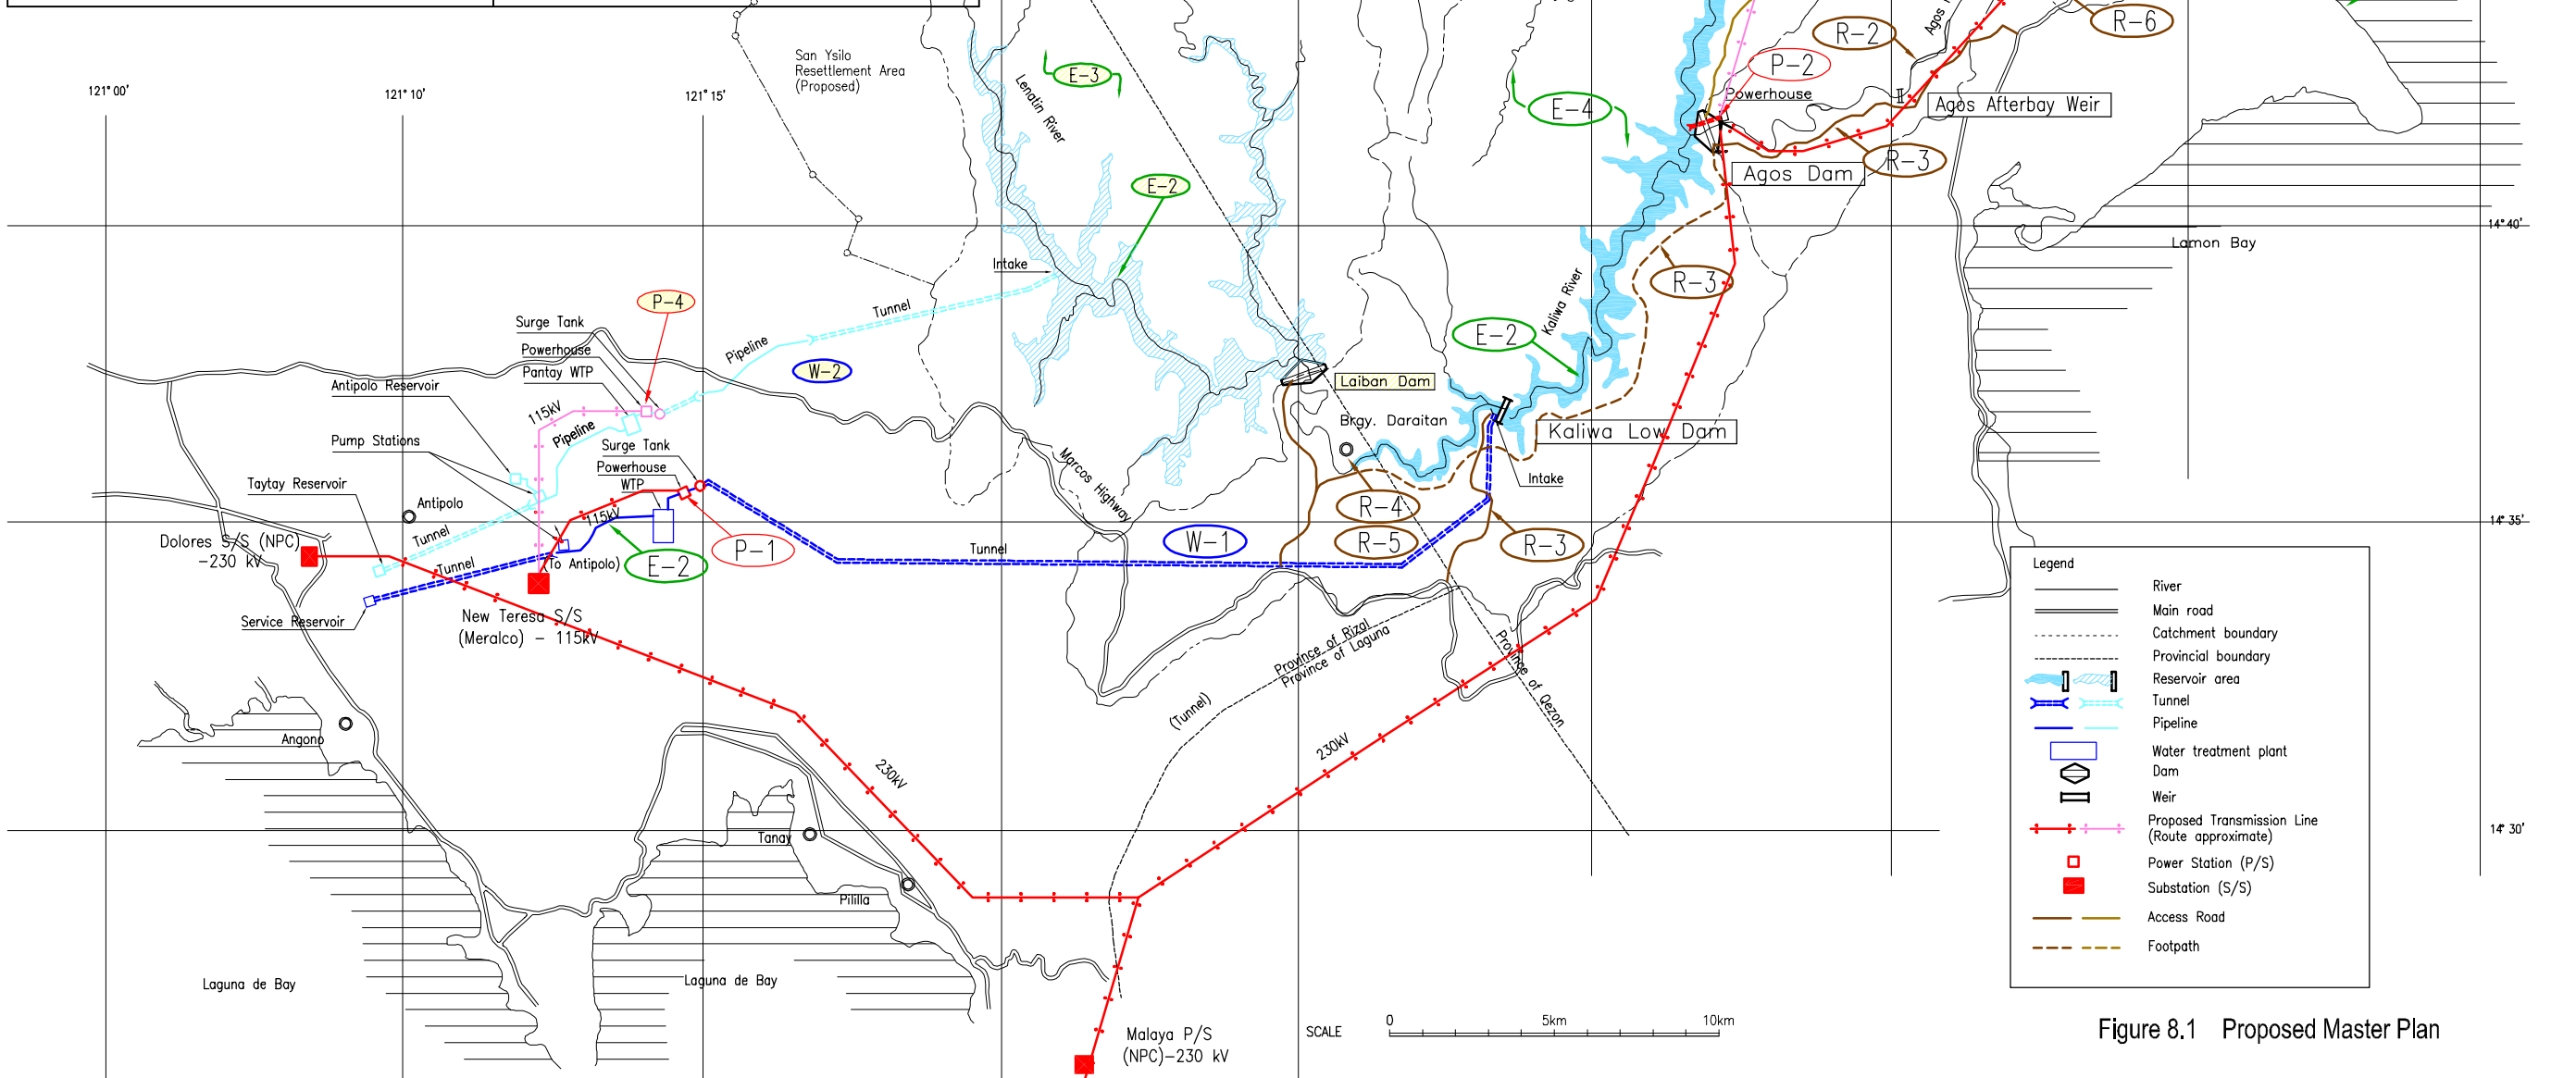 San Ysilo
Resettlement Area
(Proposed)
121° 00'
121° 10'
121° 15'
Lenatin River
E-3
E-2
E-4
R-2
R-6
P-2
Powerhouse
Agos Afterbay Weir
R-3
Agos Dam
14° 40'
Lamon Bay
Intake
Tunnel
Pipeline
W-2
P-4
Surge Tank
Powerhouse
Pantay WTP
Antipolo Reservoir
115kV
Pipeline
Pump Stations
Surge Tank
Powerhouse
WTP
Taytay Reservoir
Antipolo
Tunnel
115kV
Dolores S/S (NPC)
-230 kV
Tunnel
(To Antipolo)
E-2
P-1
Service Reservoir
New Teresa S/S
(Meralco) - 115kV
Marcos Highway
W-1
Tunnel
Laiban Dam
Brgy. Daraitan
R-4
R-5
Kaliwa River
E-2
R-3
Kaliwa Low Dam
Intake
R-3
14° 35'
Province of Rizal
Province of Laguna
Province of Qezon
(Tunnel)
230kV
230kV
Angono
Tanay
Pililla
Laguna de Bay
Laguna de Bay
Malaya P/S
(NPC)-230 kV
SCALE
0
5km
10km
14° 30'
Legend
River
Main road
Catchment boundary
Provincial boundary
Reservoir area
Tunnel
Pipeline
Water treatment plant
Dam
Weir
Proposed Transmission Line
(Route approximate)
Power Station (P/S)
Substation (S/S)
Access Road
Footpath
Figure 8.1 Proposed Master Plan